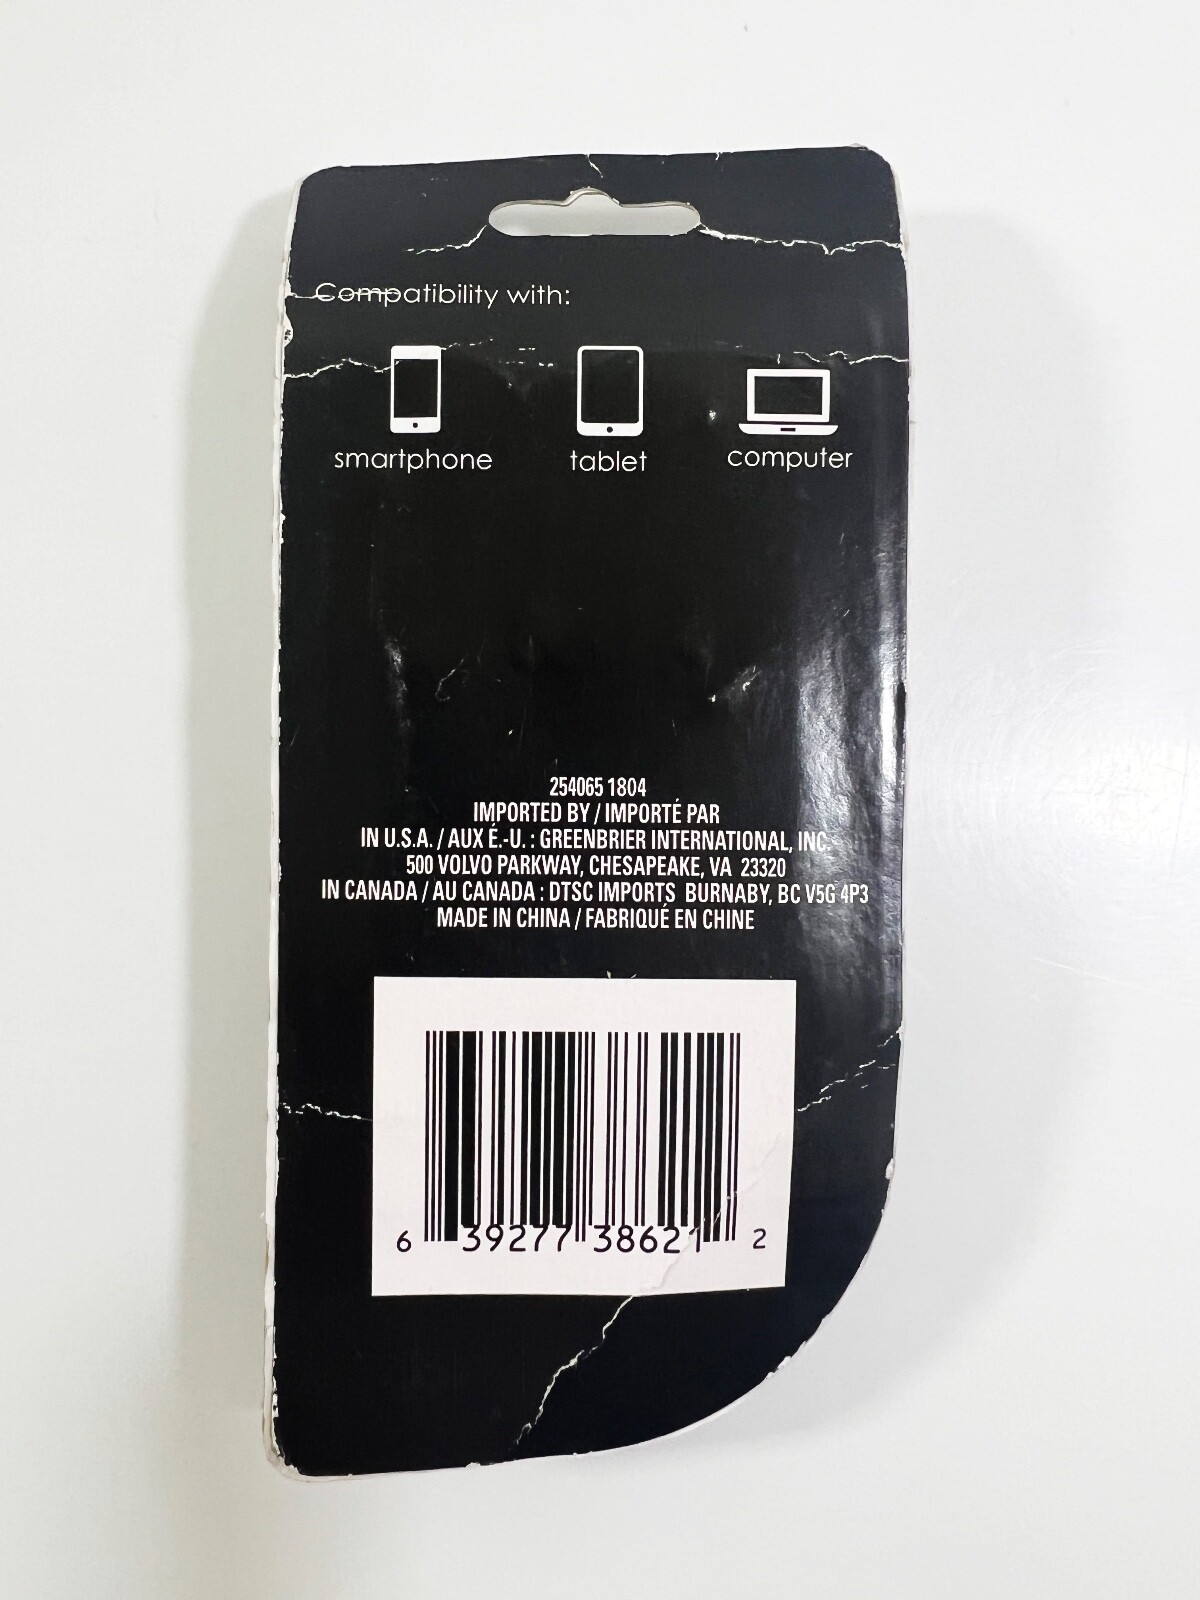 Compatibility with:
smartphone tablet computer
254065 1804
IMPORTED BY / IMPORTÉ PAR
IN U.S.A. / AUX É.-U. : GREENBRIER INTERNATIONAL, INC.
500 VOLVO PARKWAY, CHESAPEAKE, VA 23320
IN CANADA / AU CANADA : DTSC IMPORTS BURNABY, BC V5G 4P3
MADE IN CHINA / FABRIQUÉ EN CHINE
6 39277 38621 2